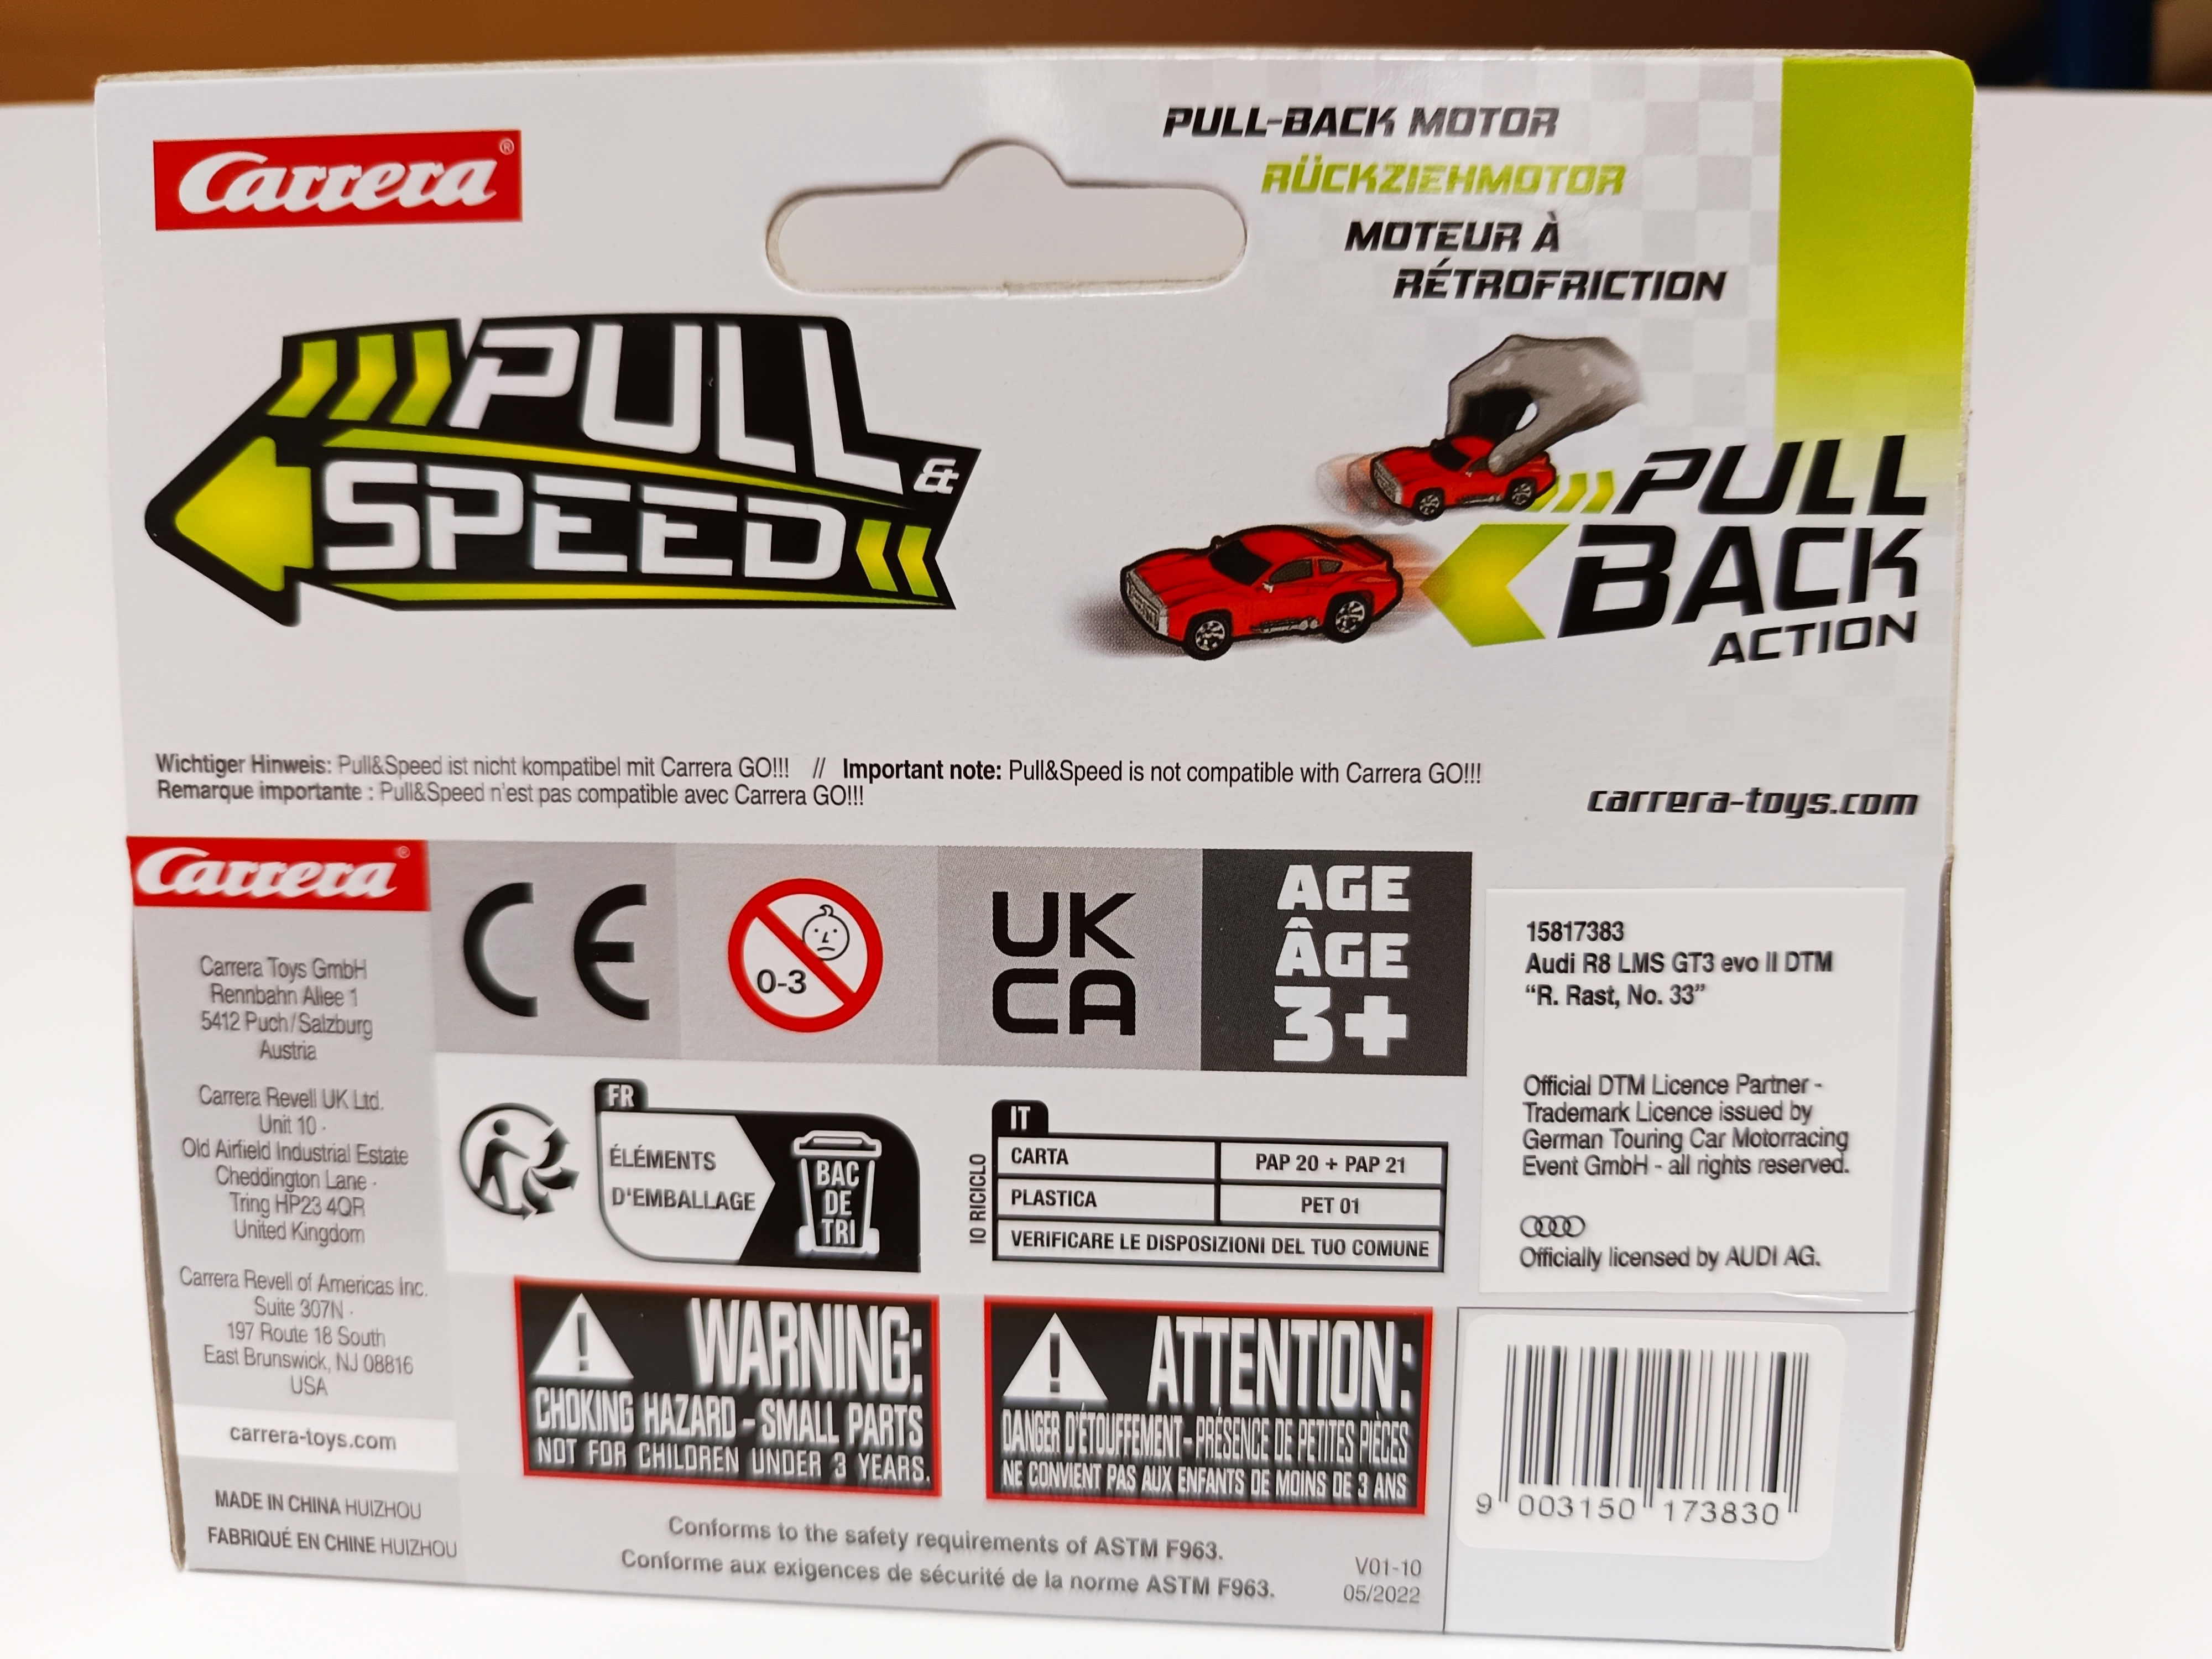 Carrera®
PULL-BACK MOTOR
RÜCKZIEHMOTOR
MOTEUR À
RÉTROFRICTION
PULL &
SPEED
PULL
BACK
ACTION
Wichtiger Hinweis: Pull&Speed ist nicht kompatibel mit Carrera GO!!! // Important note: Pull&Speed is not compatible with Carrera GO!!!
Remarque importante : Pull&Speed n'est pas compatible avec Carrera GO!!!
carrera-toys.com
Carrera®
Carrera Toys GmbH
Rennbahn Allee 1
5412 Puch/Salzburg
Austria
Carrera Revell UK Ltd.
Unit 10 -
Old Airfield Industrial Estate
Cheddington Lane -
Tring HP23 4QR
United Kingdom
Carrera Revell of Americas Inc.
Suite 307N -
197 Route 18 South
East Brunswick, NJ 08816
USA
carrera-toys.com
MADE IN CHINA HUIZHOU
FABRIQUÉ EN CHINE HUIZHOU
CE
0-3
UK
CA
AGE
ÂGE
3+
FR
ÉLÉMENTS
D'EMBALLAGE
BAC
DE
TRI
IO RICICLO
IT
CARTA PAP 20 + PAP 21
PLASTICA PET 01
VERIFICARE LE DISPOSIZIONI DEL TUO COMUNE
WARNING:
CHOKING HAZARD - SMALL PARTS
NOT FOR CHILDREN UNDER 3 YEARS.
ATTENTION:
DANGER D'ÉTOUFFEMENT - PRÉSENCE DE PETITES PIÈCES
NE CONVIENT PAS AUX ENFANTS DE MOINS DE 3 ANS
Conforms to the safety requirements of ASTM F963.
Conforme aux exigences de sécurité de la norme ASTM F963.
V01-10
05/2022
15817383
Audi R8 LMS GT3 evo II DTM
“R. Rast, No. 33”
Official DTM Licence Partner -
Trademark Licence issued by
German Touring Car Motorracing
Event GmbH - all rights reserved.
Officially licensed by AUDI AG.
9 003150 173830